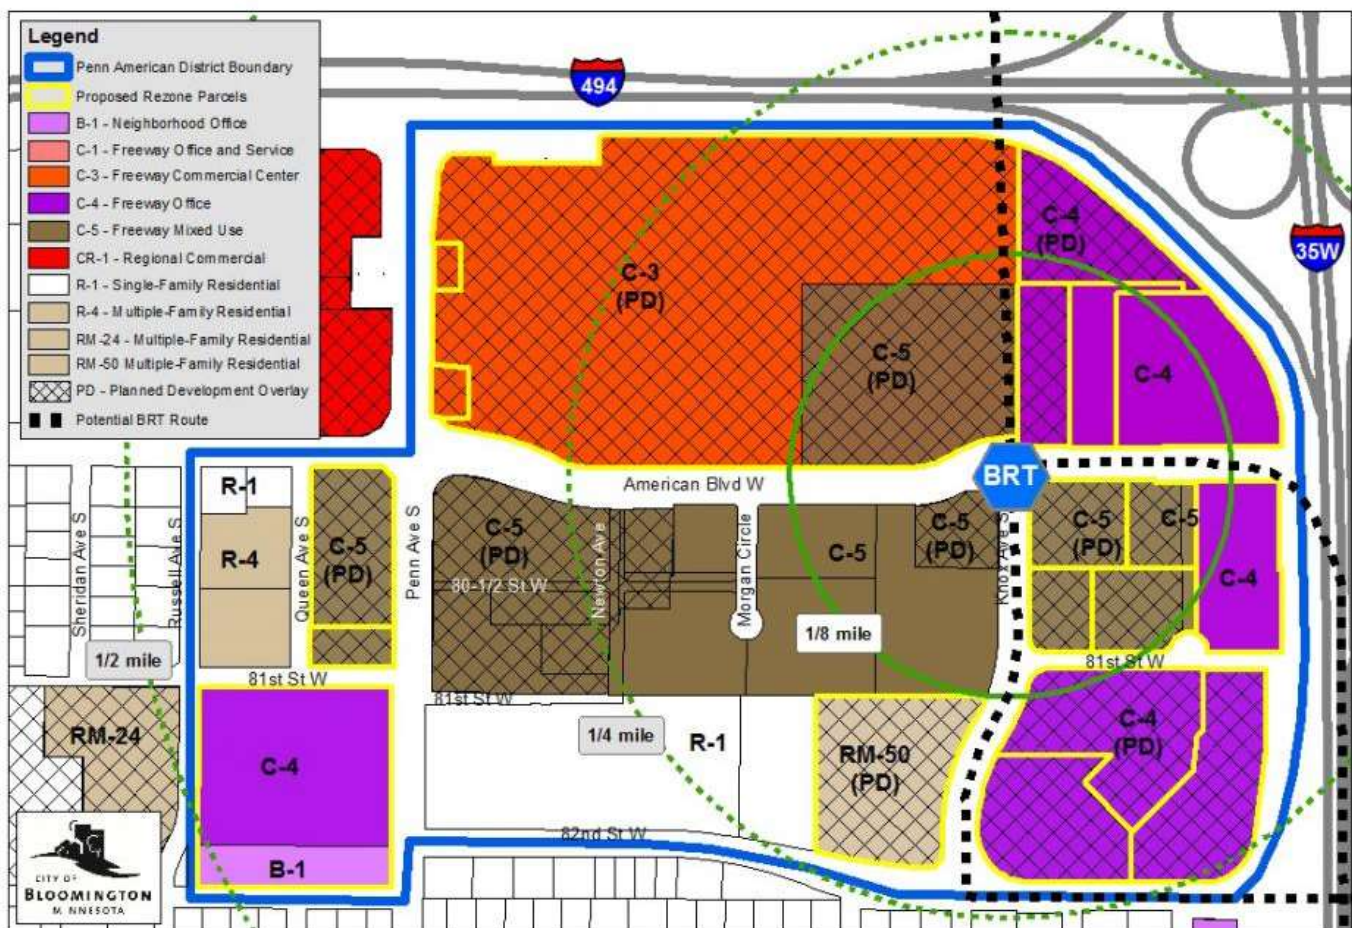 Legend
Penn American District Boundary
Proposed Rezone Parcels
B-1 - Neighborhood Office
C-1 - Freeway Office and Service
C-3 - Freeway Commercial Center
C-4 - Freeway Office
C-5 - Freeway Mixed Use
CR-1 - Regional Commercial
R-1 - Single-Family Residential
R-4 - Multiple-Family Residential
RM-24 - Multiple-Family Residential
RM-50 Multiple-Family Residential
PD - Planned Development Overlay
Potential BRT Route
494
35W
C-3
(PD)
C-4
(PD)
C-5
(PD)
C-4
BRT
American Blvd W
R-1
R-4
C-5
(PD)
C-5
(PD)
C-5
C-5
(PD)
C-5
(PD)
C-5
C-4
Sheridan Ave S
Russell Ave S
Queen Ave S
Penn Ave S
Newton Ave
Morgan Circle
Knox Ave S
80-1/2 St W
1/8 mile
1/2 mile
81st St W
81st St W
81st St W
RM-24
C-4
1/4 mile
R-1
RM-50
(PD)
C-4
(PD)
82nd St W
B-1
CITY OF
BLOOMINGTON
MINNESOTA